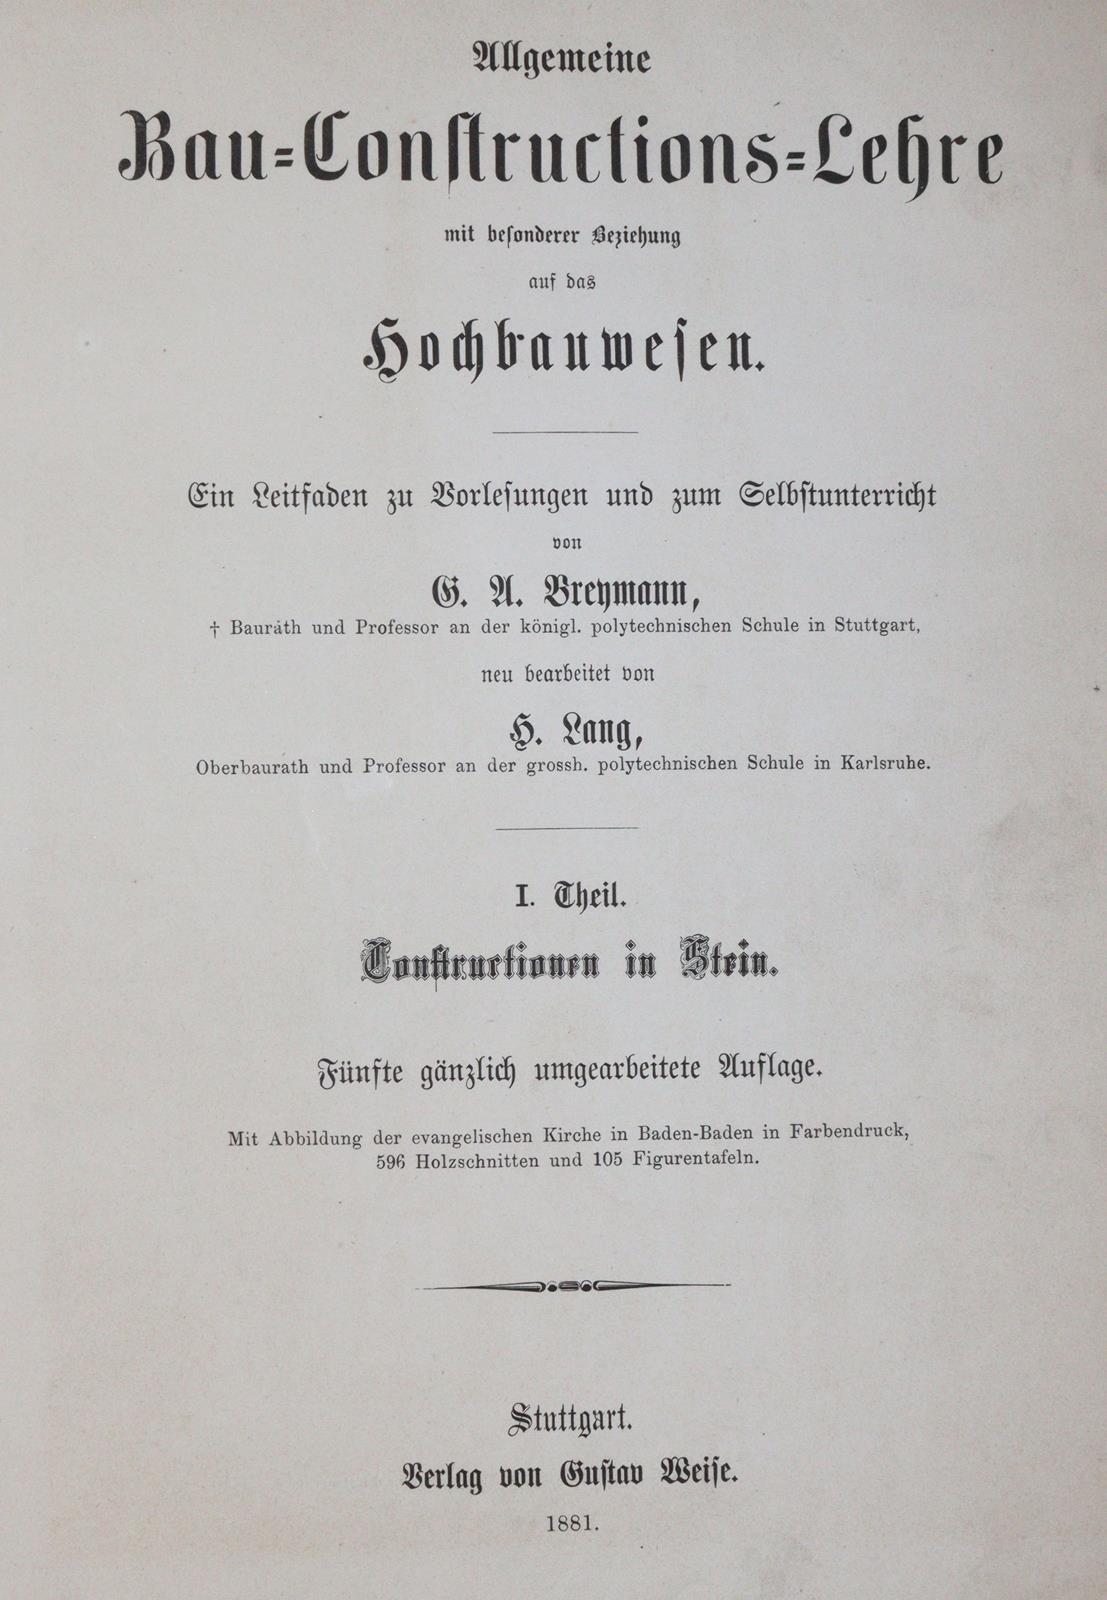 Allgemeine
Bau-Constructions-Lehre
mit besonderer Beziehung
auf das
Hochbauwesen.
Ein Leitfaden zu Vorlesungen und zum Selbstunterricht
von
G. A. Breymann,
† Baurath und Professor an der königl. polytechnischen Schule in Stuttgart,
neu bearbeitet von
H. Lang,
Oberbaurath und Professor an der grossh. polytechnischen Schule in Karlsruhe.
I. Theil.
Constructionen in Stein.
Fünfte gänzlich umgearbeitete Auflage.
Mit Abbildung der evangelischen Kirche in Baden-Baden in Farbendruck,
596 Holzschnitten und 105 Figurentafeln.
Stuttgart.
Verlag von Gustav Weise.
1881.